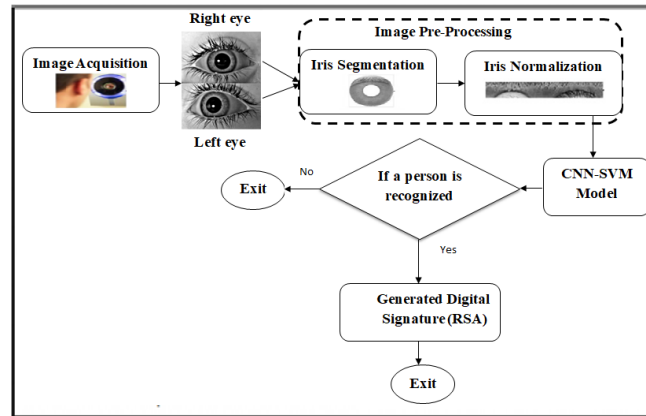 Right eye
Image Pre-Processing
Image Acquisition
Iris Segmentation
Iris Normalization
Left eye
No
Exit
If a person is
recognized
CNN-SVM
Model
Yes
Generated Digital
Signature (RSA)
Exit